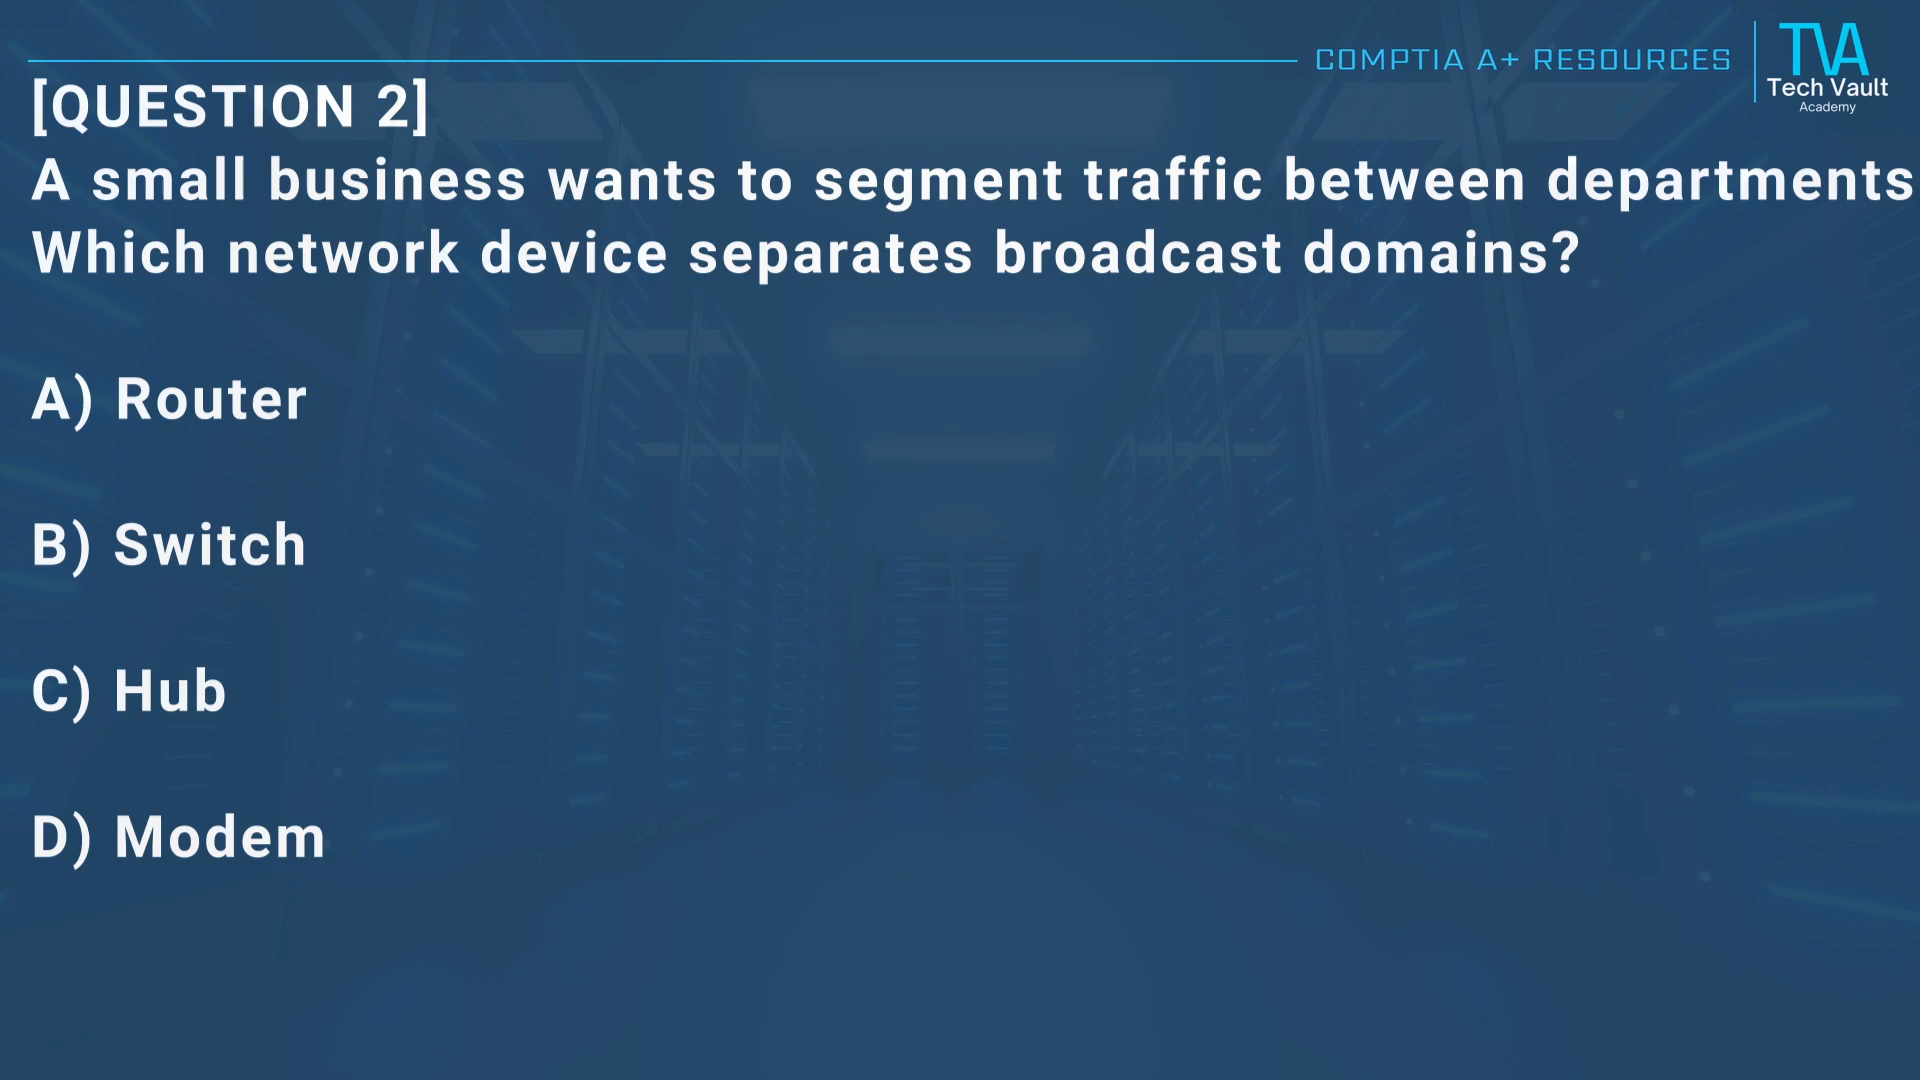 COMPTIA A+ RESOURCES
TVA
Tech Vault
Academy
[QUESTION 2]
A small business wants to segment traffic between departments
Which network device separates broadcast domains?
A) Router
B) Switch
C) Hub
D) Modem